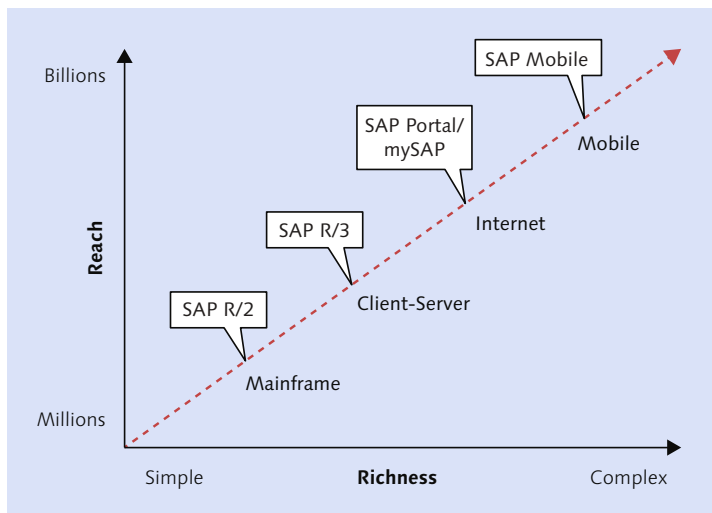 Billions
SAP Mobile
Mobile
SAP Portal/
mySAP
Internet
Reach
SAP R/3
Client-Server
SAP R/2
Mainframe
Millions
Simple
Richness
Complex